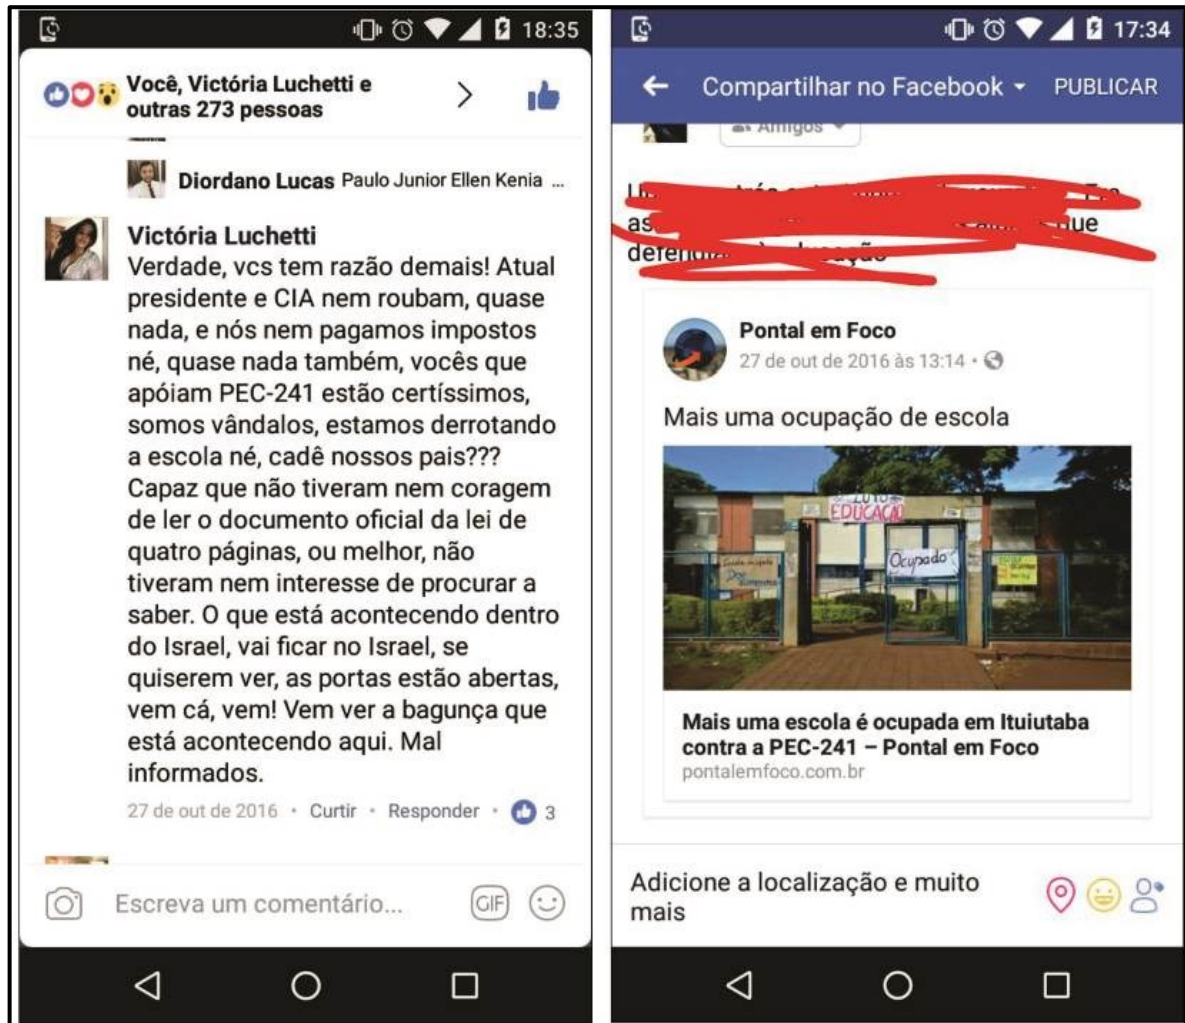 18:35
Você, Victória Luchetti e
outras 273 pessoas
Diordano Lucas Paulo Junior Ellen Kenia ...
Victória Luchetti
Verdade, vcs tem razão demais! Atual
presidente e CIA nem roubam, quase
nada, e nós nem pagamos impostos
né, quase nada também, vocês que
apóiam PEC-241 estão certíssimos,
somos vândalos, estamos derrotando
a escola né, cadê nossos pais???
Capaz que não tiveram nem coragem
de ler o documento oficial da lei de
quatro páginas, ou melhor, não
tiveram nem interesse de procurar a
saber. O que está acontecendo dentro
do Israel, vai ficar no Israel, se
quiserem ver, as portas estão abertas,
vem cá, vem! Vem ver a bagunça que
está acontecendo aqui. Mal
informados.
27 de out de 2016 • Curtir • Responder • 3
Escreva um comentário... GIF
17:34
Compartilhar no Facebook PUBLICAR
Amigos
que
Pontal em Foco
27 de out de 2016 às 13:14 •
Mais uma ocupação de escola
EDUCAÇÃO
Ocupado
Mais uma escola é ocupada em Ituiutaba
contra a PEC-241 – Pontal em Foco
pontalemfoco.com.br
Adicione a localização e muito
mais